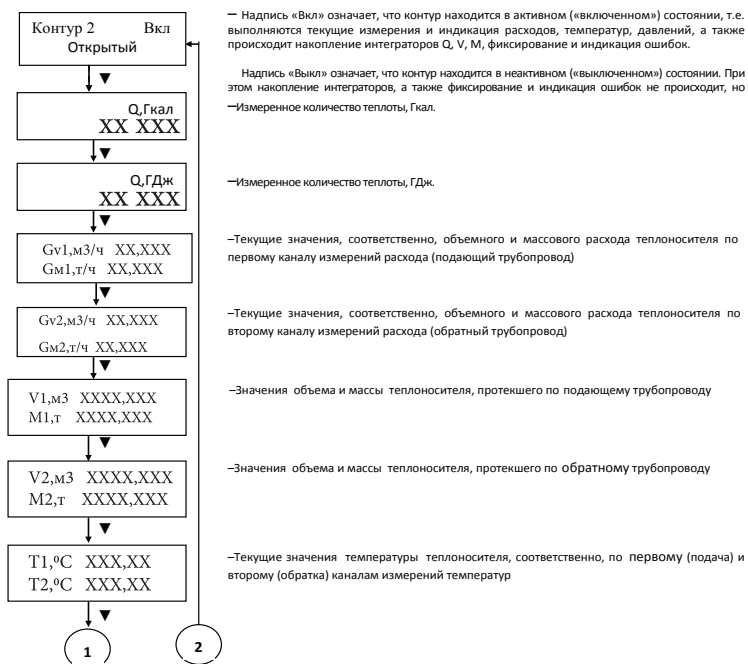 Контур 2 Вкл
Открытый
– Надпись «Вкл» означает, что контур находится в активном («включенном») состоянии, т.е.
выполняются текущие измерения и индикация расходов, температур, давлений, а также
происходит накопление интеграторов Q, V, M, фиксирование и индикация ошибок.
Надпись «Выкл» означает, что контур находится в неактивном («выключенном») состоянии. При
этом накопление интеграторов, а также фиксирование и индикация ошибок не происходит, но
▼
Q,Гкал
XX XXX
–Измеренное количество теплоты, Гкал.
▼
Q,ГДж
XX XXX
–Измеренное количество теплоты, ГДж.
▼
Gv1,м3/ч XX,XXX
Gм1,т/ч XX,XXX
–Текущие значения, соответственно, объемного и массового расхода теплоносителя по
первому каналу измерений расхода (подающий трубопровод)
▼
Gv2,м3/ч XX,XXX
Gм2,т/ч XX,XXX
–Текущие значения, соответственно, объемного и массового расхода теплоносителя по
второму каналу измерений расхода (обратный трубопровод)
▼
V1,м3 XXXX,XXX
M1,т XXXX,XXX
–Значения объема и массы теплоносителя, протекшего по подающему трубопроводу
▼
V2,м3 XXXX,XXX
M2,т XXXX,XXX
–Значения объема и массы теплоносителя, протекшего по обратному трубопроводу
▼
T1,⁰C XXX,XX
T2,⁰C XXX,XX
–Текущие значения температуры теплоносителя, соответственно, по первому (подача) и
второму (обратка) каналам измерений температур
▼
1 2